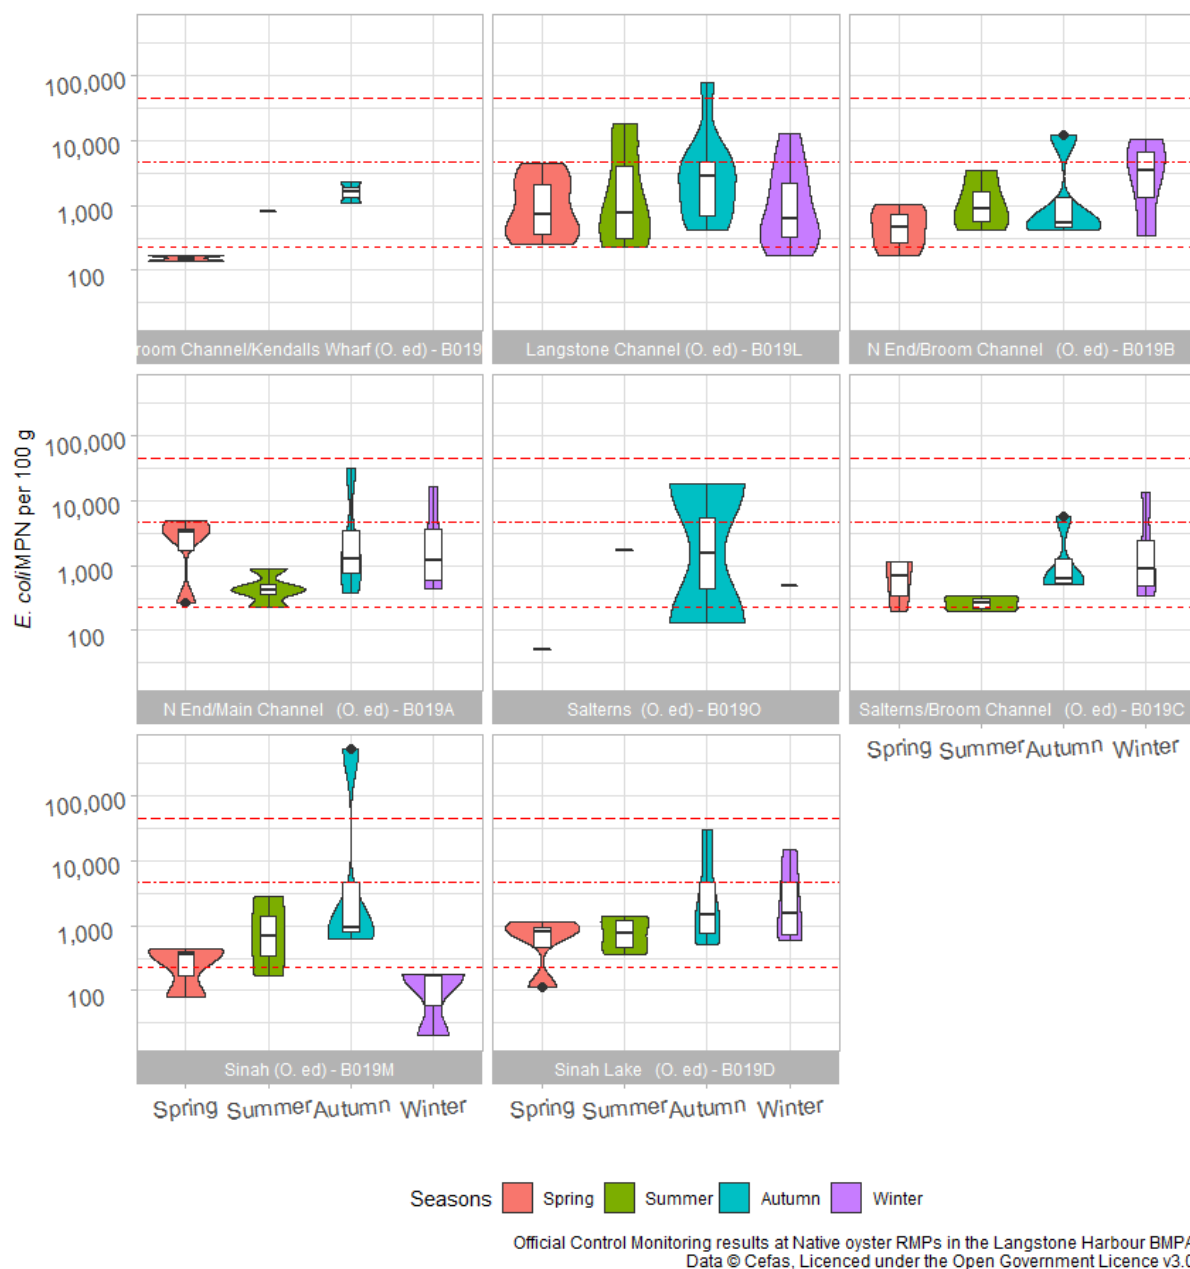 100,000
10,000
1,000
100
room Channel/Kendalls Wharf (O. ed) - B019
Langstone Channel (O. ed) - B019L
N End/Broom Channel (O. ed) - B019B
E. coliMPN per 100 g
100,000
10,000
1,000
100
N End/Main Channel (O. ed) - B019A
Salterns (O. ed) - B019O
Salterns/Broom Channel (O. ed) - B019C
Spring Summer Autumn Winter
100,000
10,000
1,000
100
Sinah (O. ed) - B019M
Sinah Lake (O. ed) - B019D
Spring Summer Autumn Winter
Spring Summer Autumn Winter
Seasons Spring Summer Autumn Winter
Official Control Monitoring results at Native oyster RMPs in the Langstone Harbour BMPA
Data © Cefas, Licenced under the Open Government Licence v3.0